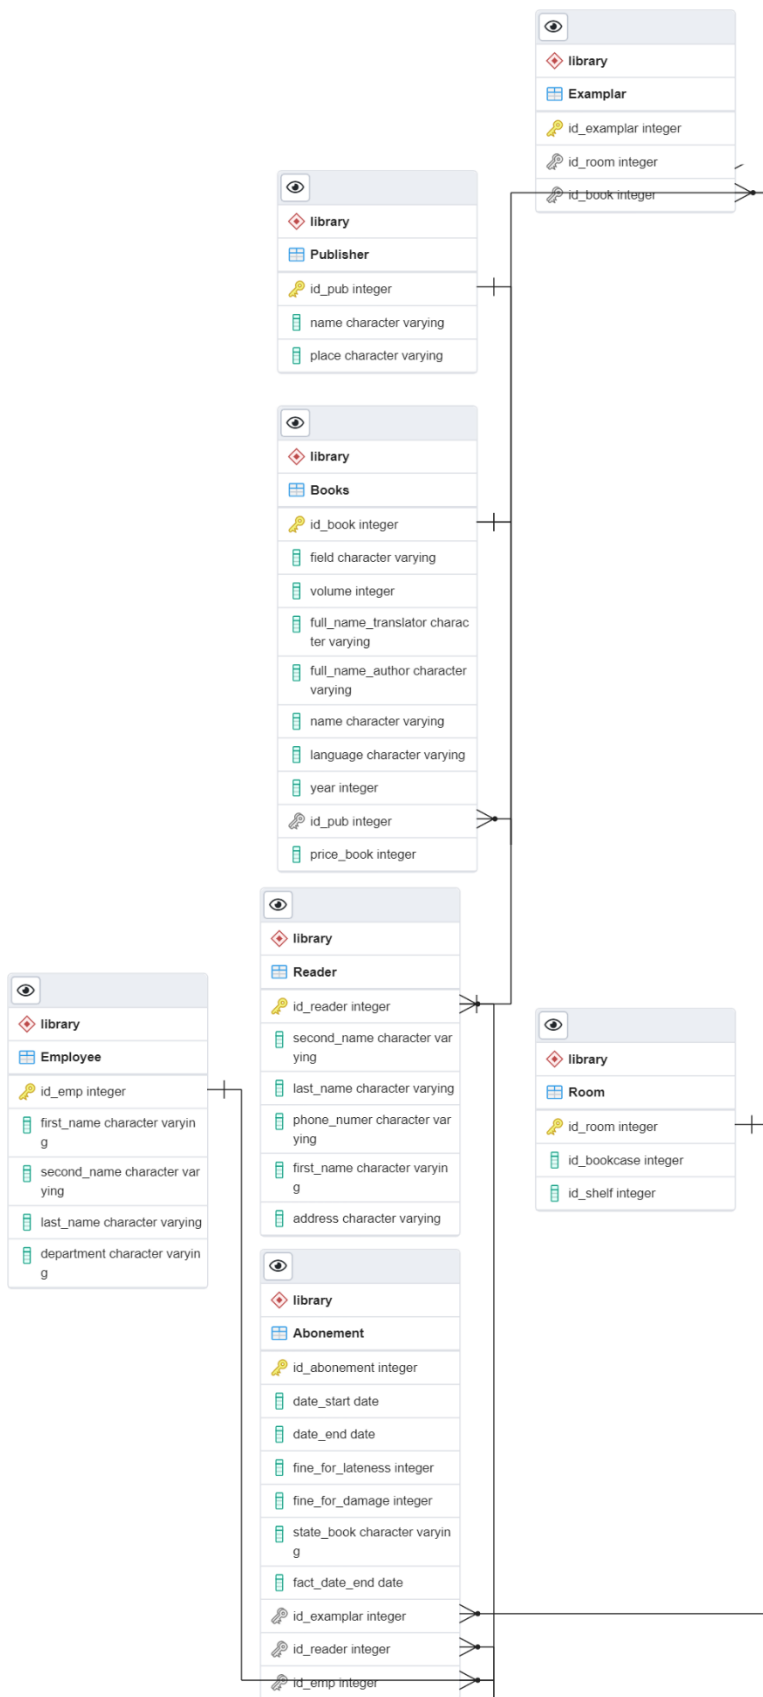 library
Examplar
id_examplar integer
id_room integer
id_book integer
library
Publisher
id_pub integer
name character varying
place character varying
library
Books
id_book integer
field character varying
volume integer
full_name_translator charac
ter varying
full_name_author character
varying
name character varying
language character varying
year integer
id_pub integer
price_book integer
library
Reader
id_reader integer
second_name character var
ying
last_name character varying
phone_numer character var
ying
first_name character varyin
g
address character varying
library
Employee
id_emp integer
first_name character varyin
g
second_name character var
ying
last_name character varying
department character varyin
g
library
Room
id_room integer
id_bookcase integer
id_shelf integer
library
Abonement
id_abonement integer
date_start date
date_end date
fine_for_lateness integer
fine_for_damage integer
state_book character varyin
g
fact_date_end date
id_examplar integer
id_reader integer
id_emp integer